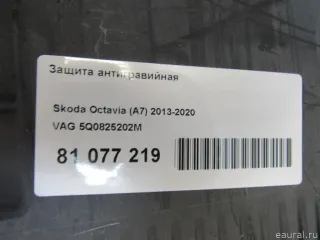 Защита антигравийная
Skoda Octavia (A7) 2013-2020
VAG 5Q0825202M
81 077 219
eaural.ru